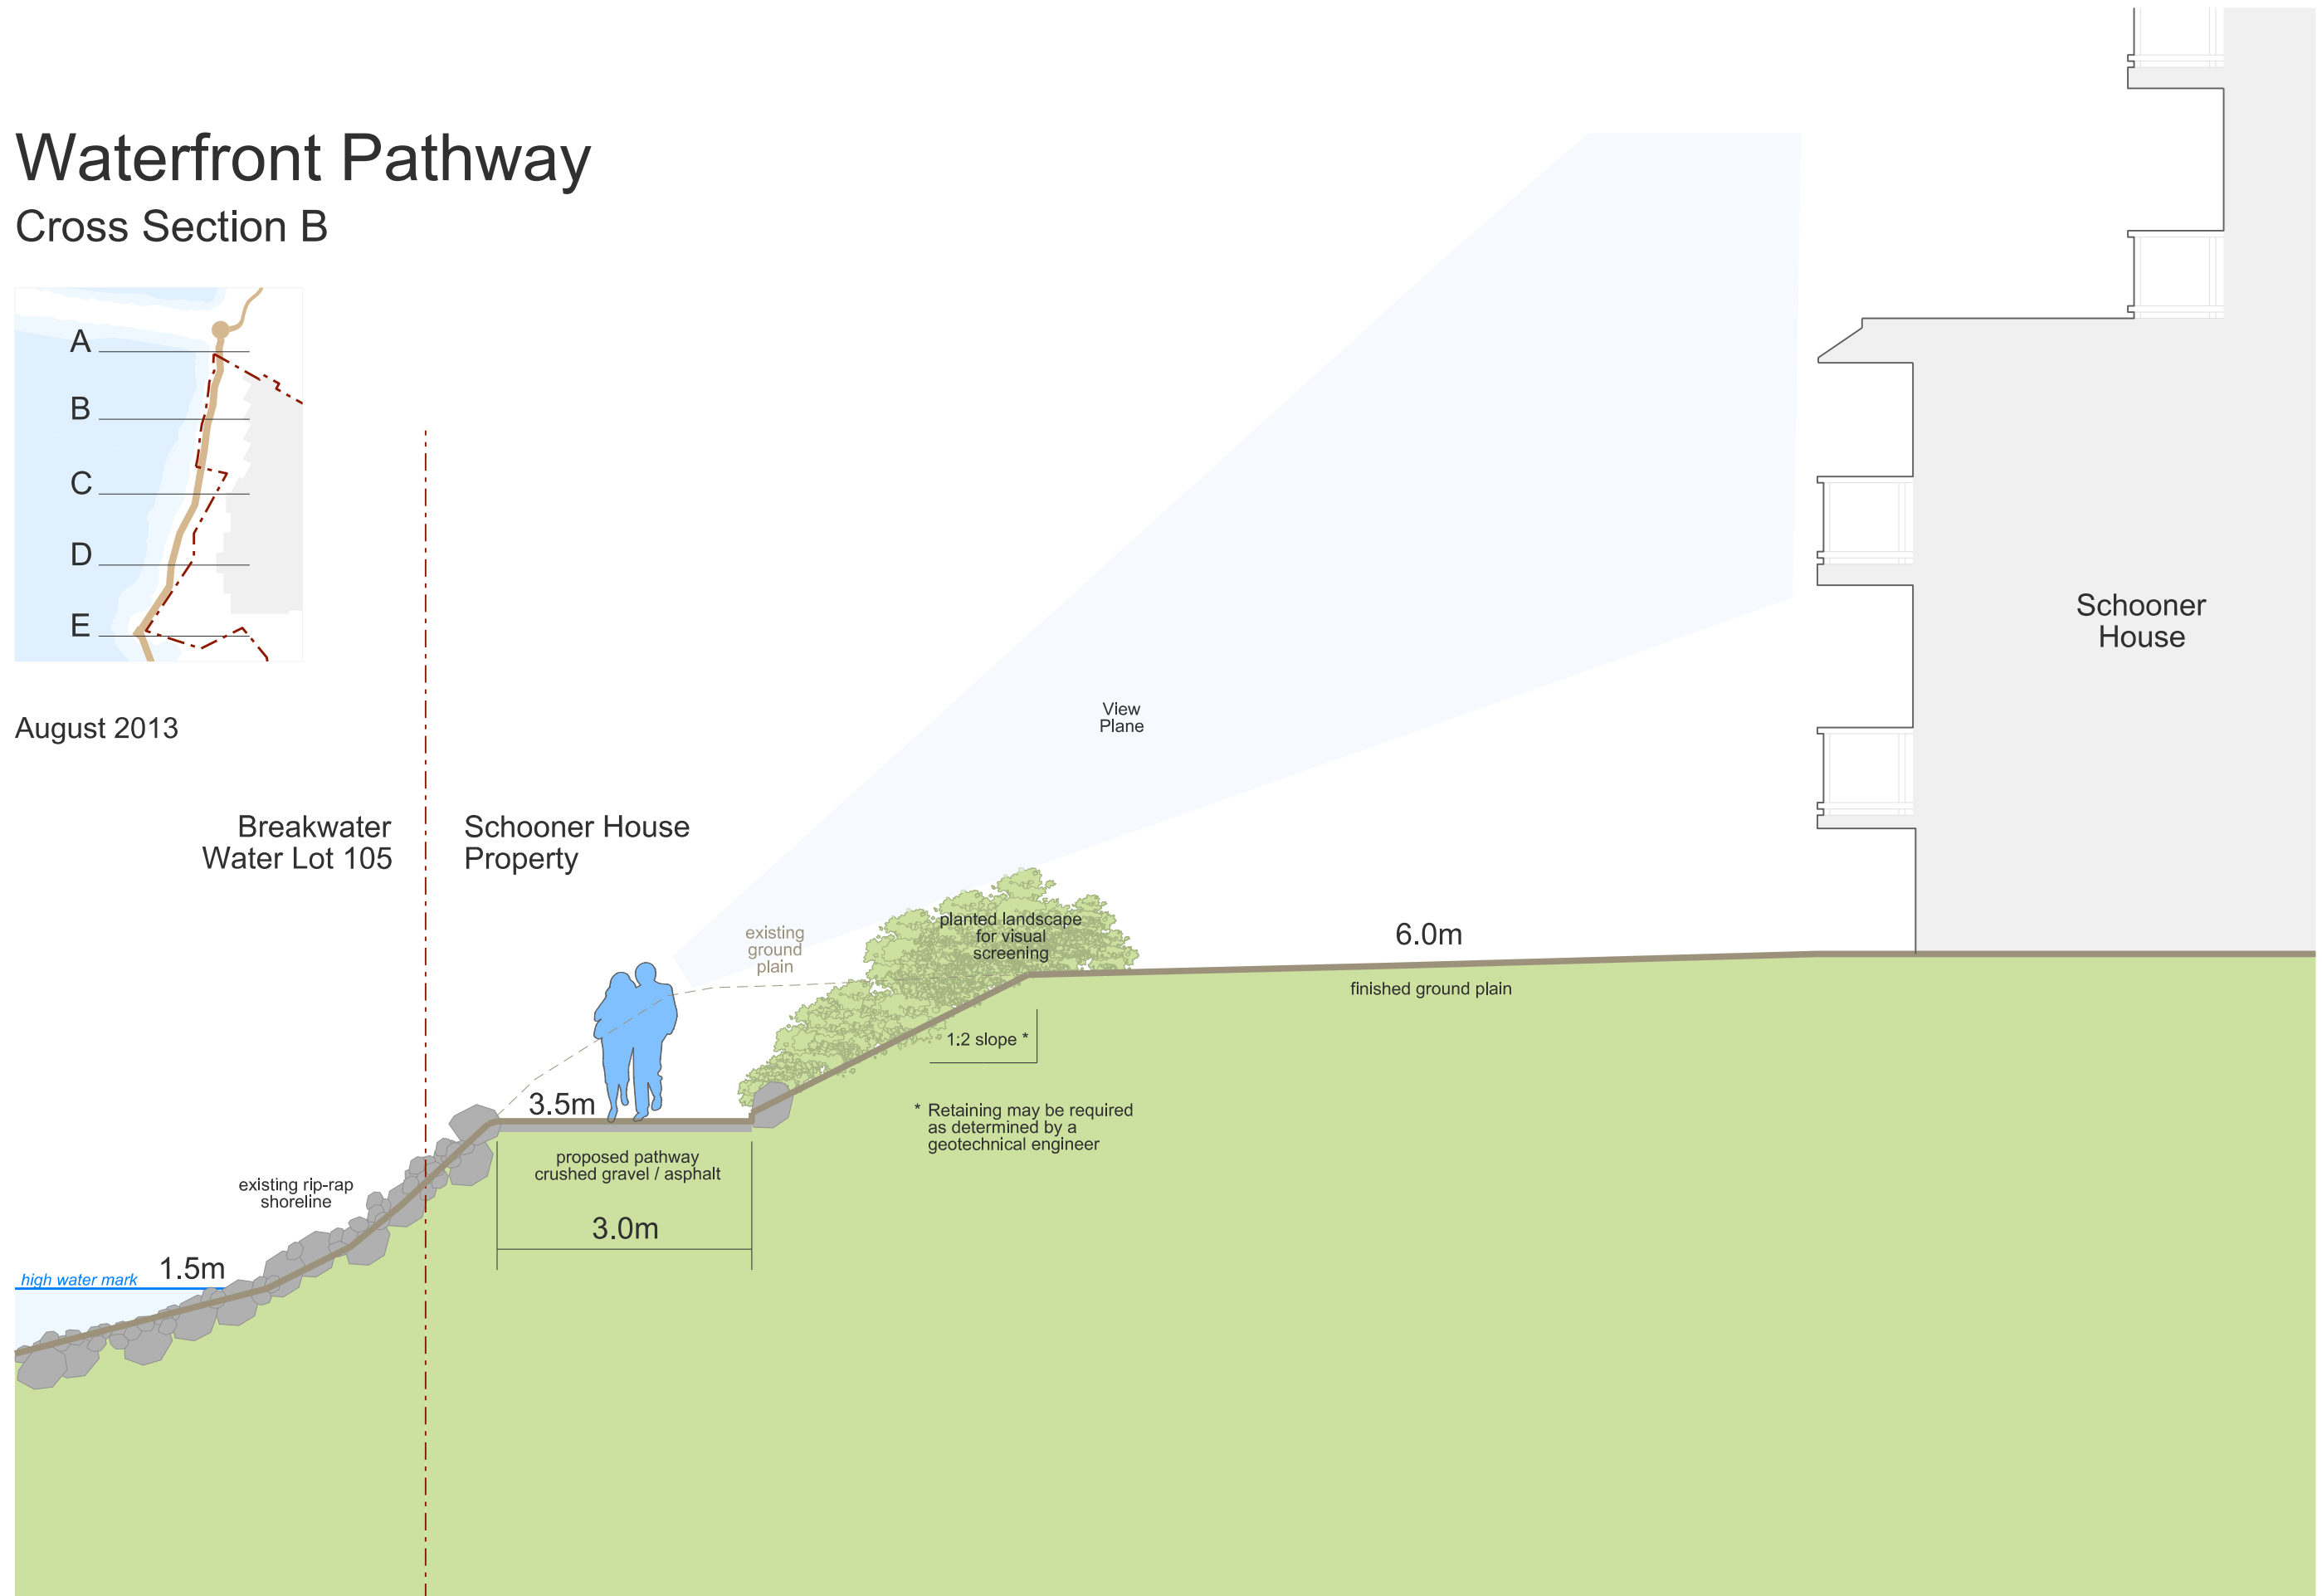 Waterfront Pathway
Cross Section B
A
B
C
D
E
August 2013
Breakwater
Water Lot 105
Schooner House
Property
View
Plane
Schooner
House
existing
ground
plain
planted landscape
for visual
screening
6.0m
finished ground plain
1:2 slope *
* Retaining may be required
as determined by a
geotechnical engineer
3.5m
proposed pathway
crushed gravel / asphalt
3.0m
existing rip-rap
shoreline
1.5m
high water mark